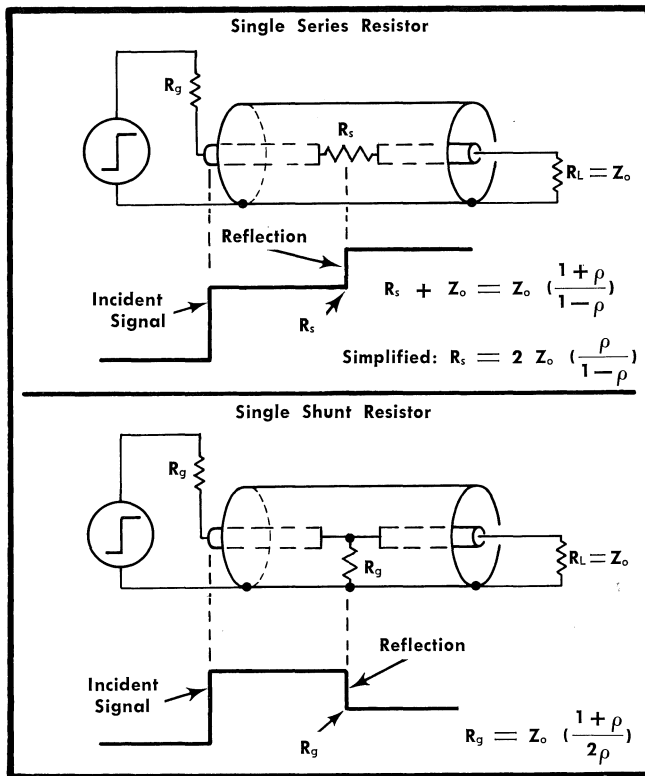 Single Series Resistor
Rg
Rs
RL = Zo
Reflection
Incident
Signal
Rs
Rs + Zo = Zo (1 + ρ / 1 − ρ)
Simplified: Rs = 2 Zo (ρ / 1 − ρ)
Single Shunt Resistor
Rg
Rg
RL = Zo
Reflection
Incident
Signal
Rg
Rg = Zo (1 + ρ / 2ρ)